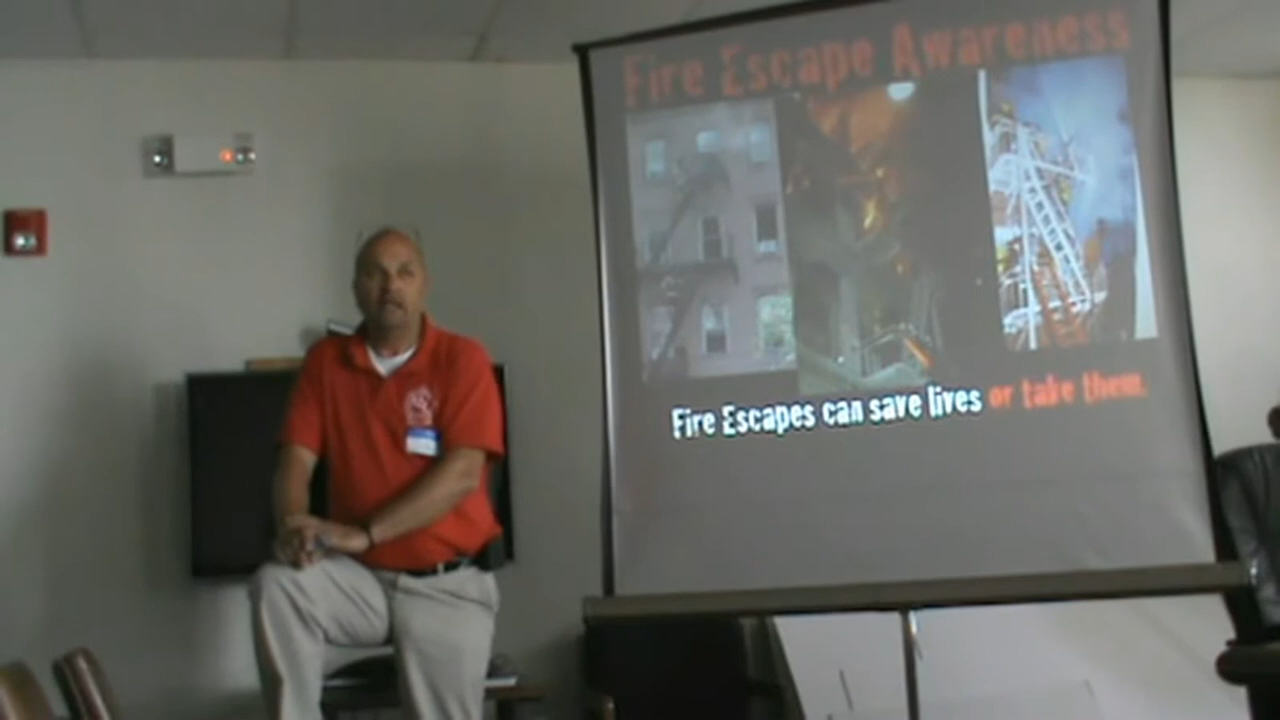 Fire Escape Awareness
Fire Escapes can save lives or take them.